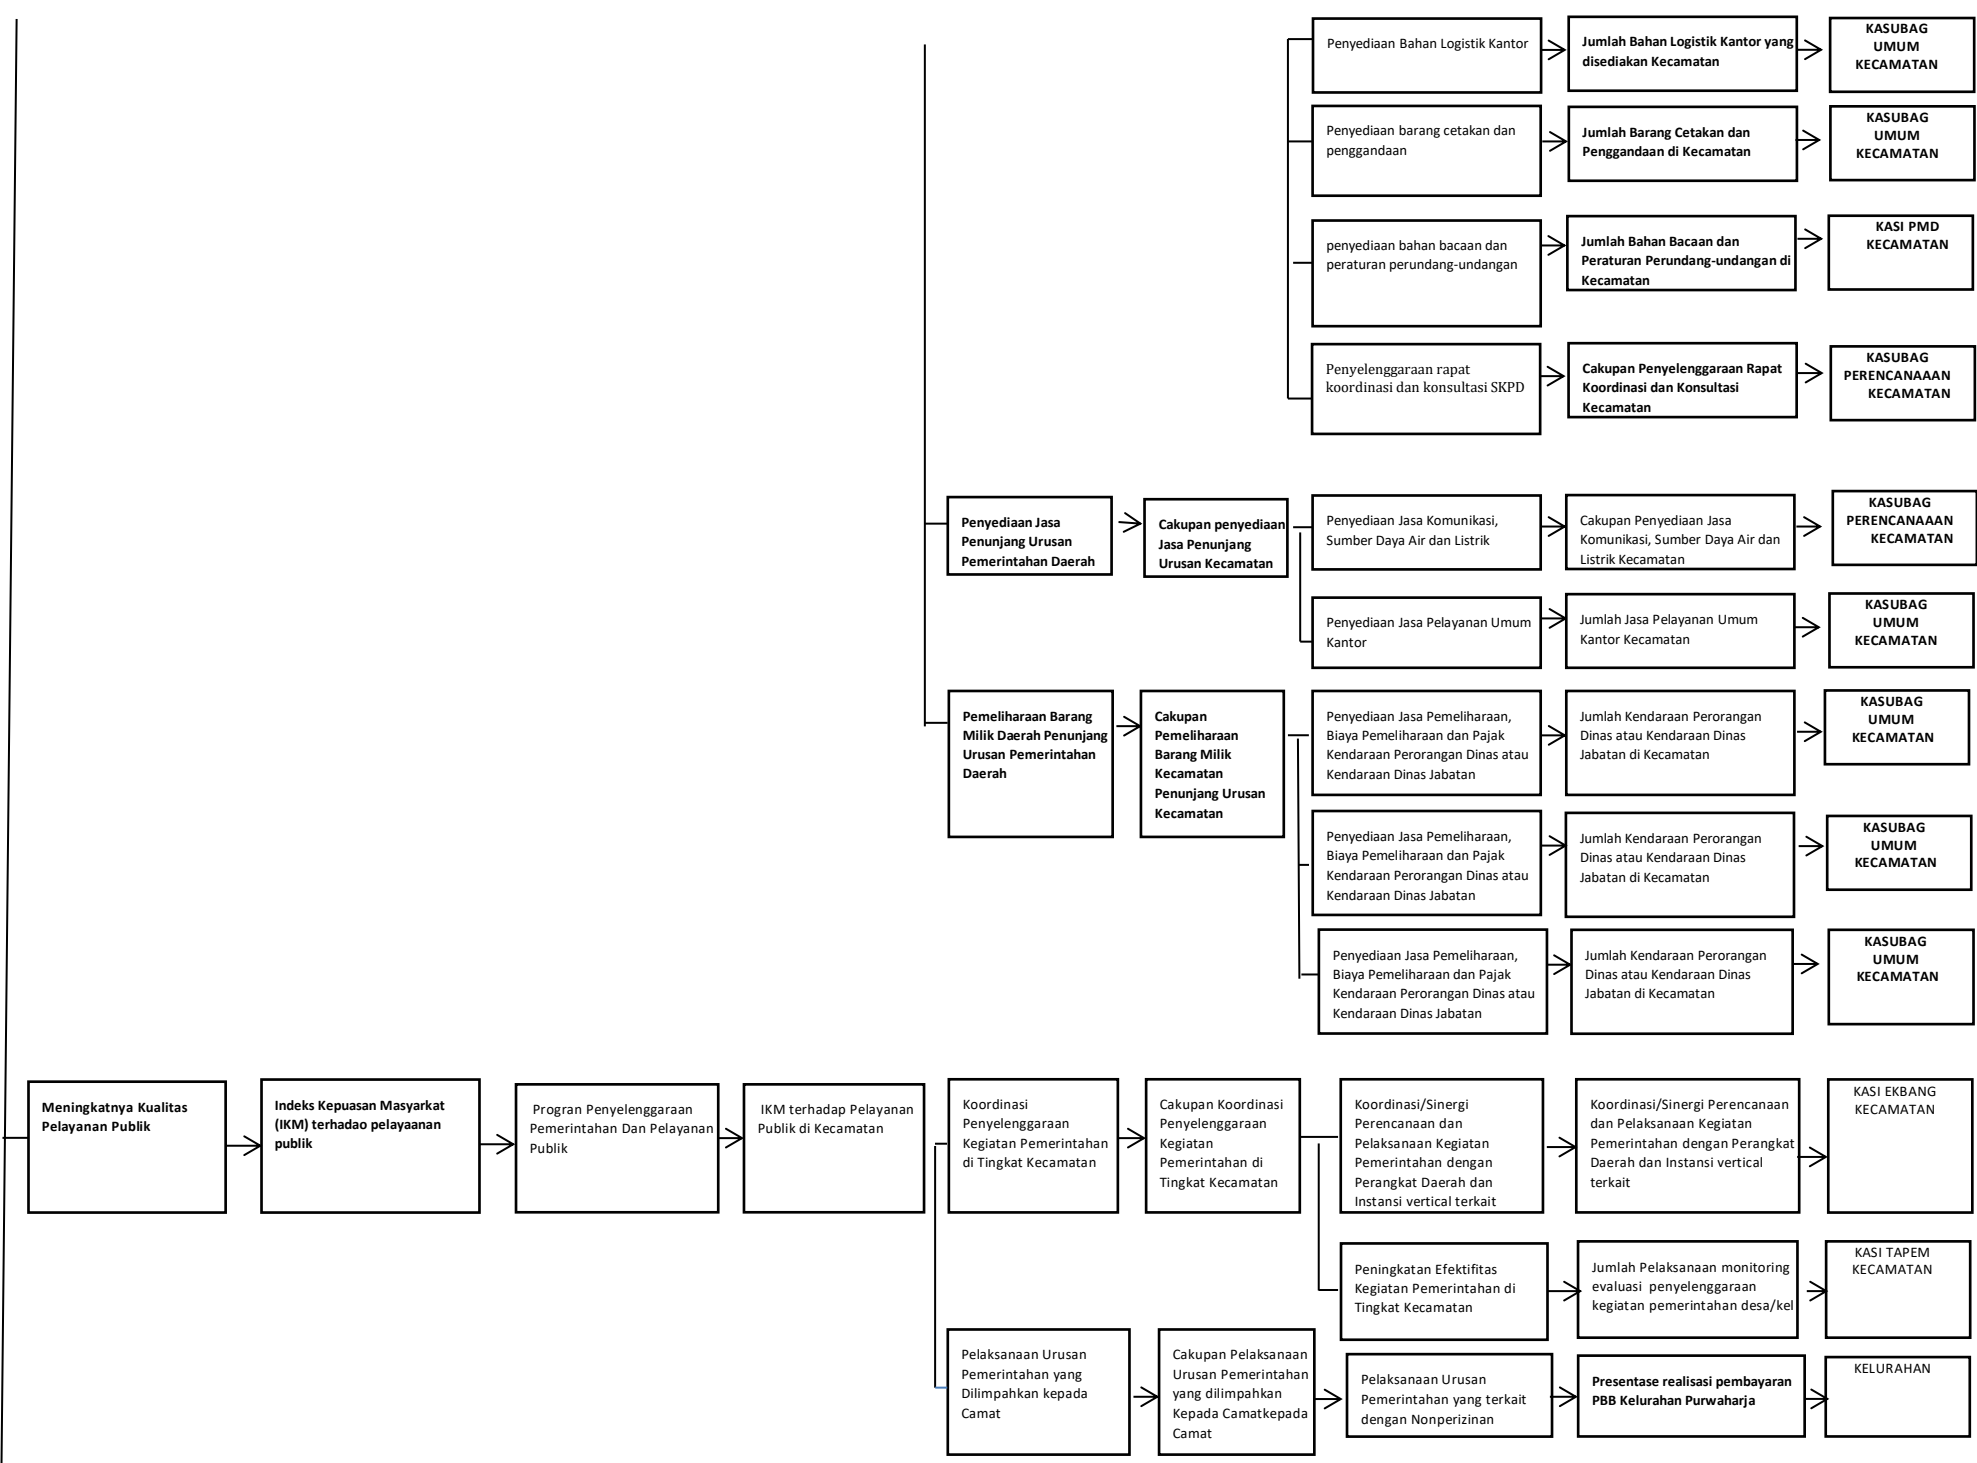 Penyediaan Bahan Logistik Kantor
Jumlah Bahan Logistik Kantor yang
disediakan Kecamatan
KASUBAG
UMUM
KECAMATAN
Penyediaan barang cetakan dan
penggandaan
Jumlah Barang Cetakan dan
Penggandaan di Kecamatan
KASUBAG
UMUM
KECAMATAN
penyediaan bahan bacaan dan
peraturan perundang-undangan
Jumlah Bahan Bacaan dan
Peraturan Perundang-undangan di
Kecamatan
KASI PMD
KECAMATAN
Penyelenggaraan rapat
koordinasi dan konsultasi SKPD
Cakupan Penyelenggaraan Rapat
Koordinasi dan Konsultasi
Kecamatan
KASUBAG
PERENCANAAAN
KECAMATAN
Penyediaan Jasa
Penunjang Urusan
Pemerintahan Daerah
Cakupan penyediaan
Jasa Penunjang
Urusan Kecamatan
Penyediaan Jasa Komunikasi,
Sumber Daya Air dan Listrik
Cakupan Penyediaan Jasa
Komunikasi, Sumber Daya Air dan
Listrik Kecamatan
KASUBAG
PERENCANAAAN
KECAMATAN
Penyediaan Jasa Pelayanan Umum
Kantor
Jumlah Jasa Pelayanan Umum
Kantor Kecamatan
KASUBAG
UMUM
KECAMATAN
Pemeliharaan Barang
Milik Daerah Penunjang
Urusan Pemerintahan
Daerah
Cakupan
Pemeliharaan
Barang Milik
Kecamatan
Penunjang Urusan
Kecamatan
Penyediaan Jasa Pemeliharaan,
Biaya Pemeliharaan dan Pajak
Kendaraan Perorangan Dinas atau
Kendaraan Dinas Jabatan
Jumlah Kendaraan Perorangan
Dinas atau Kendaraan Dinas
Jabatan di Kecamatan
KASUBAG
UMUM
KECAMATAN
Penyediaan Jasa Pemeliharaan,
Biaya Pemeliharaan dan Pajak
Kendaraan Perorangan Dinas atau
Kendaraan Dinas Jabatan
Jumlah Kendaraan Perorangan
Dinas atau Kendaraan Dinas
Jabatan di Kecamatan
KASUBAG
UMUM
KECAMATAN
Penyediaan Jasa Pemeliharaan,
Biaya Pemeliharaan dan Pajak
Kendaraan Perorangan Dinas atau
Kendaraan Dinas Jabatan
Jumlah Kendaraan Perorangan
Dinas atau Kendaraan Dinas
Jabatan di Kecamatan
KASUBAG
UMUM
KECAMATAN
Meningkatnya Kualitas
Pelayanan Publik
Indeks Kepuasan Masyarkat
(IKM) terhadao pelayaanan
publik
Progran Penyelenggaraan
Pemerintahan Dan Pelayanan
Publik
IKM terhadap Pelayanan
Publik di Kecamatan
Koordinasi
Penyelenggaraan
Kegiatan Pemerintahan
di Tingkat Kecamatan
Cakupan Koordinasi
Penyelenggaraan
Kegiatan
Pemerintahan di
Tingkat Kecamatan
Koordinasi/Sinergi
Perencanaan dan
Pelaksanaan Kegiatan
Pemerintahan dengan
Perangkat Daerah dan
Instansi vertical terkait
Koordinasi/Sinergi Perencanaan
dan Pelaksanaan Kegiatan
Pemerintahan dengan Perangkat
Daerah dan Instansi vertical
terkait
KASI EKBANG
KECAMATAN
Peningkatan Efektifitas
Kegiatan Pemerintahan di
Tingkat Kecamatan
Jumlah Pelaksanaan monitoring
evaluasi penyelenggaraan
kegiatan pemerintahan desa/kel
KASI TAPEM
KECAMATAN
Pelaksanaan Urusan
Pemerintahan yang
Dilimpahkan kepada
Camat
Cakupan Pelaksanaan
Urusan Pemerintahan
yang dilimpahkan
Kepada Camatkepada
Camat
Pelaksanaan Urusan
Pemerintahan yang terkait
dengan Nonperizinan
Presentase realisasi pembayaran
PBB Kelurahan Purwaharja
KELURAHAN